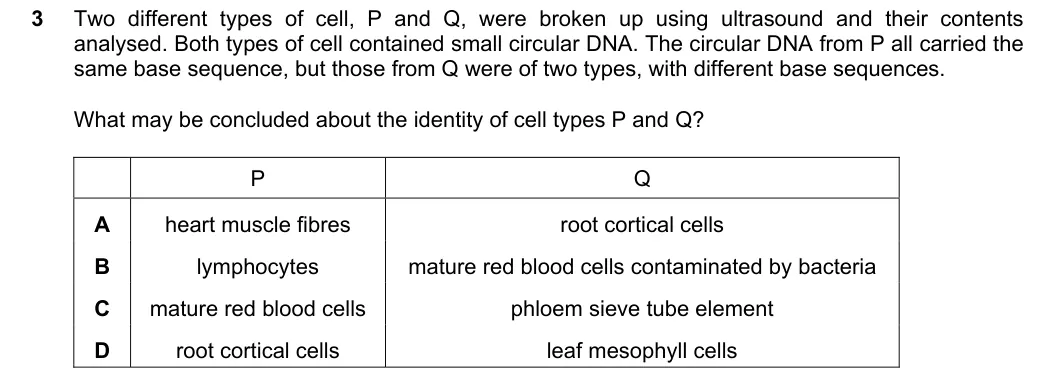 3 Two different types of cell, P and Q, were broken up using ultrasound and their contents
analysed. Both types of cell contained small circular DNA. The circular DNA from P all carried the
same base sequence, but those from Q were of two types, with different base sequences.
What may be concluded about the identity of cell types P and Q?
P Q
A heart muscle fibres root cortical cells
B lymphocytes mature red blood cells contaminated by bacteria
C mature red blood cells phloem sieve tube element
D root cortical cells leaf mesophyll cells